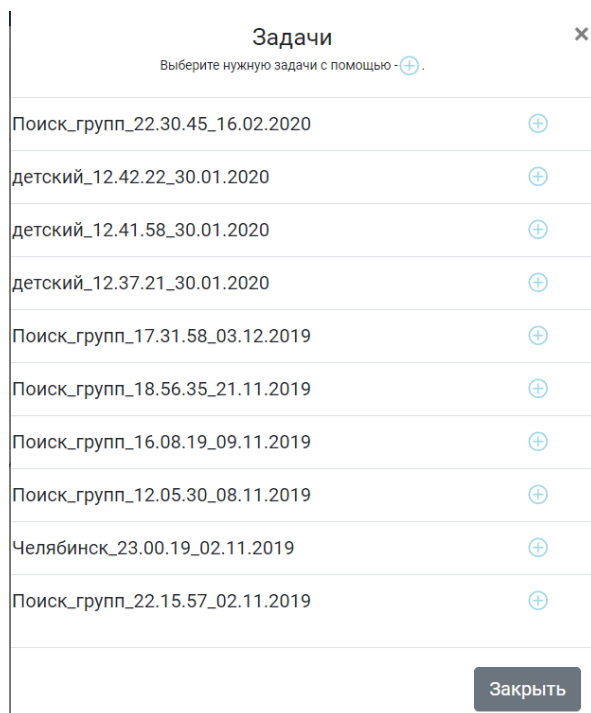 Задачи
×
Выберите нужную задачи с помощью - .
Поиск_групп_22.30.45_16.02.2020
детский_12.42.22_30.01.2020
детский_12.41.58_30.01.2020
детский_12.37.21_30.01.2020
Поиск_групп_17.31.58_03.12.2019
Поиск_групп_18.56.35_21.11.2019
Поиск_групп_16.08.19_09.11.2019
Поиск_групп_12.05.30_08.11.2019
Челябинск_23.00.19_02.11.2019
Поиск_групп_22.15.57_02.11.2019
Закрыть